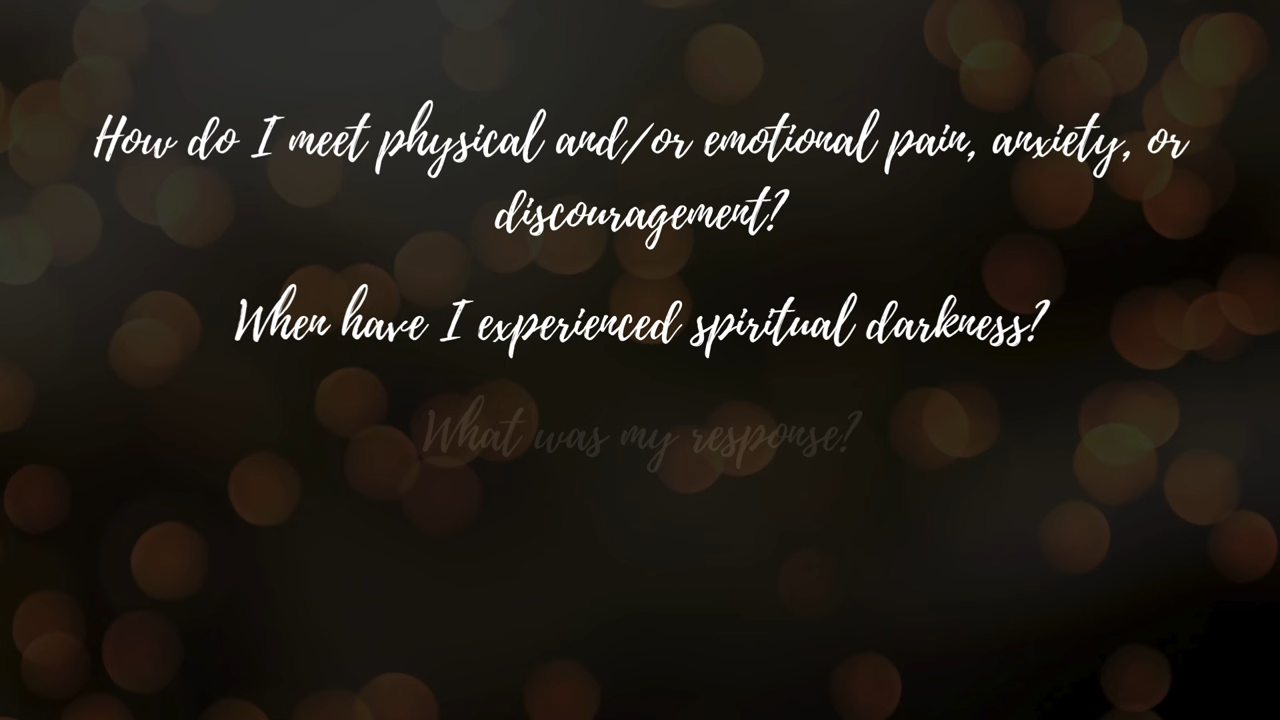 How do I meet physical and/or emotional pain, anxiety, or
discouragement?
When have I experienced spiritual darkness?
What was my response?